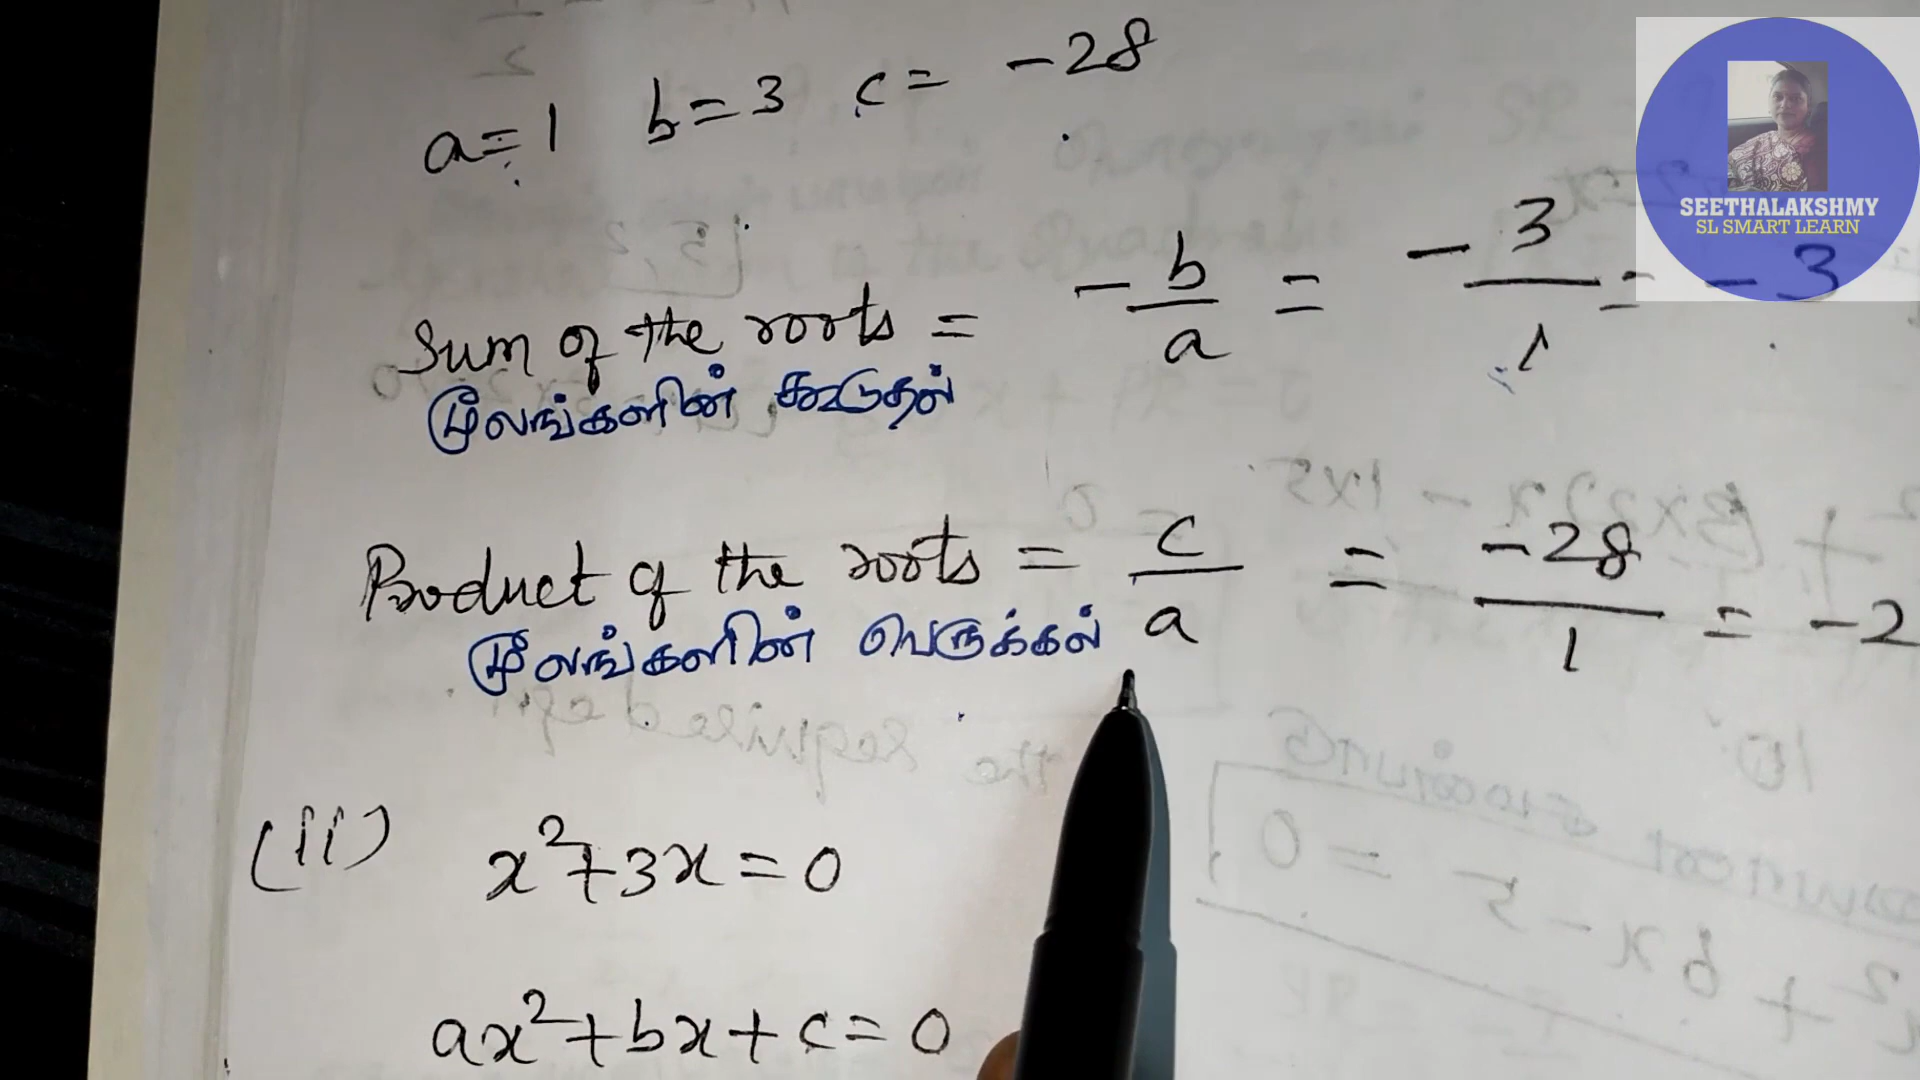 a = 1 b = 3 c = -28
Sum of the roots = - b/a = - 3/1 = - 3
மூலங்களின் கூடுதல்
Product of the roots = c/a = -28/1 = -2
மூலங்களின் பெருக்கல்
(ii) x² + 3x = 0
ax² + bx + c = 0
SEETHALAKSHMY
SL SMART LEARN